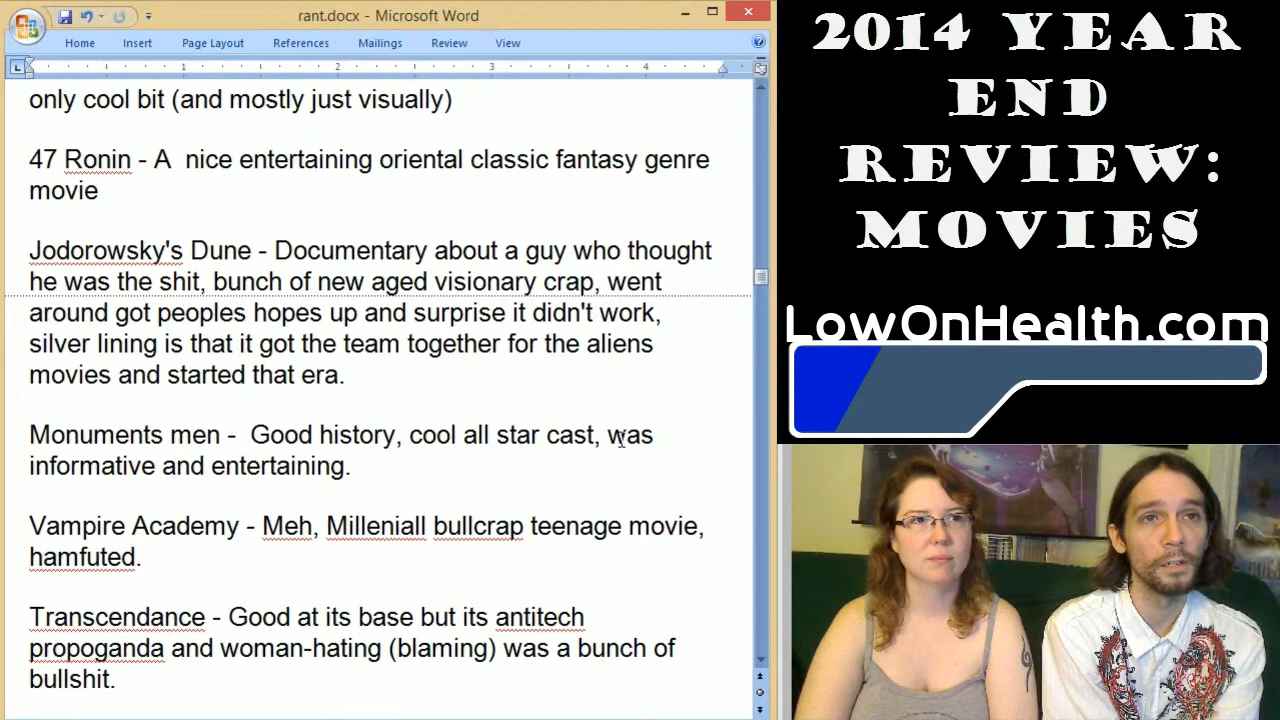 rant.docx - Microsoft Word
Home Insert Page Layout References Mailings Review View
1 2 3 4
only cool bit (and mostly just visually)
47 Ronin - A  nice entertaining oriental classic fantasy genre
movie
Jodorowsky's Dune - Documentary about a guy who thought
he was the shit, bunch of new aged visionary crap, went
around got peoples hopes up and surprise it didn't work,
silver lining is that it got the team together for the aliens
movies and started that era.
Monuments men -  Good history, cool all star cast, was
informative and entertaining.
Vampire Academy - Meh, Milleniall bullcrap teenage movie,
hamfuted.
Transcendance - Good at its base but its antitech
propoganda and woman-hating (blaming) was a bunch of
bullshit.
2014 YEAR
END
REVIEW:
MOVIES
LowOnHealth.com